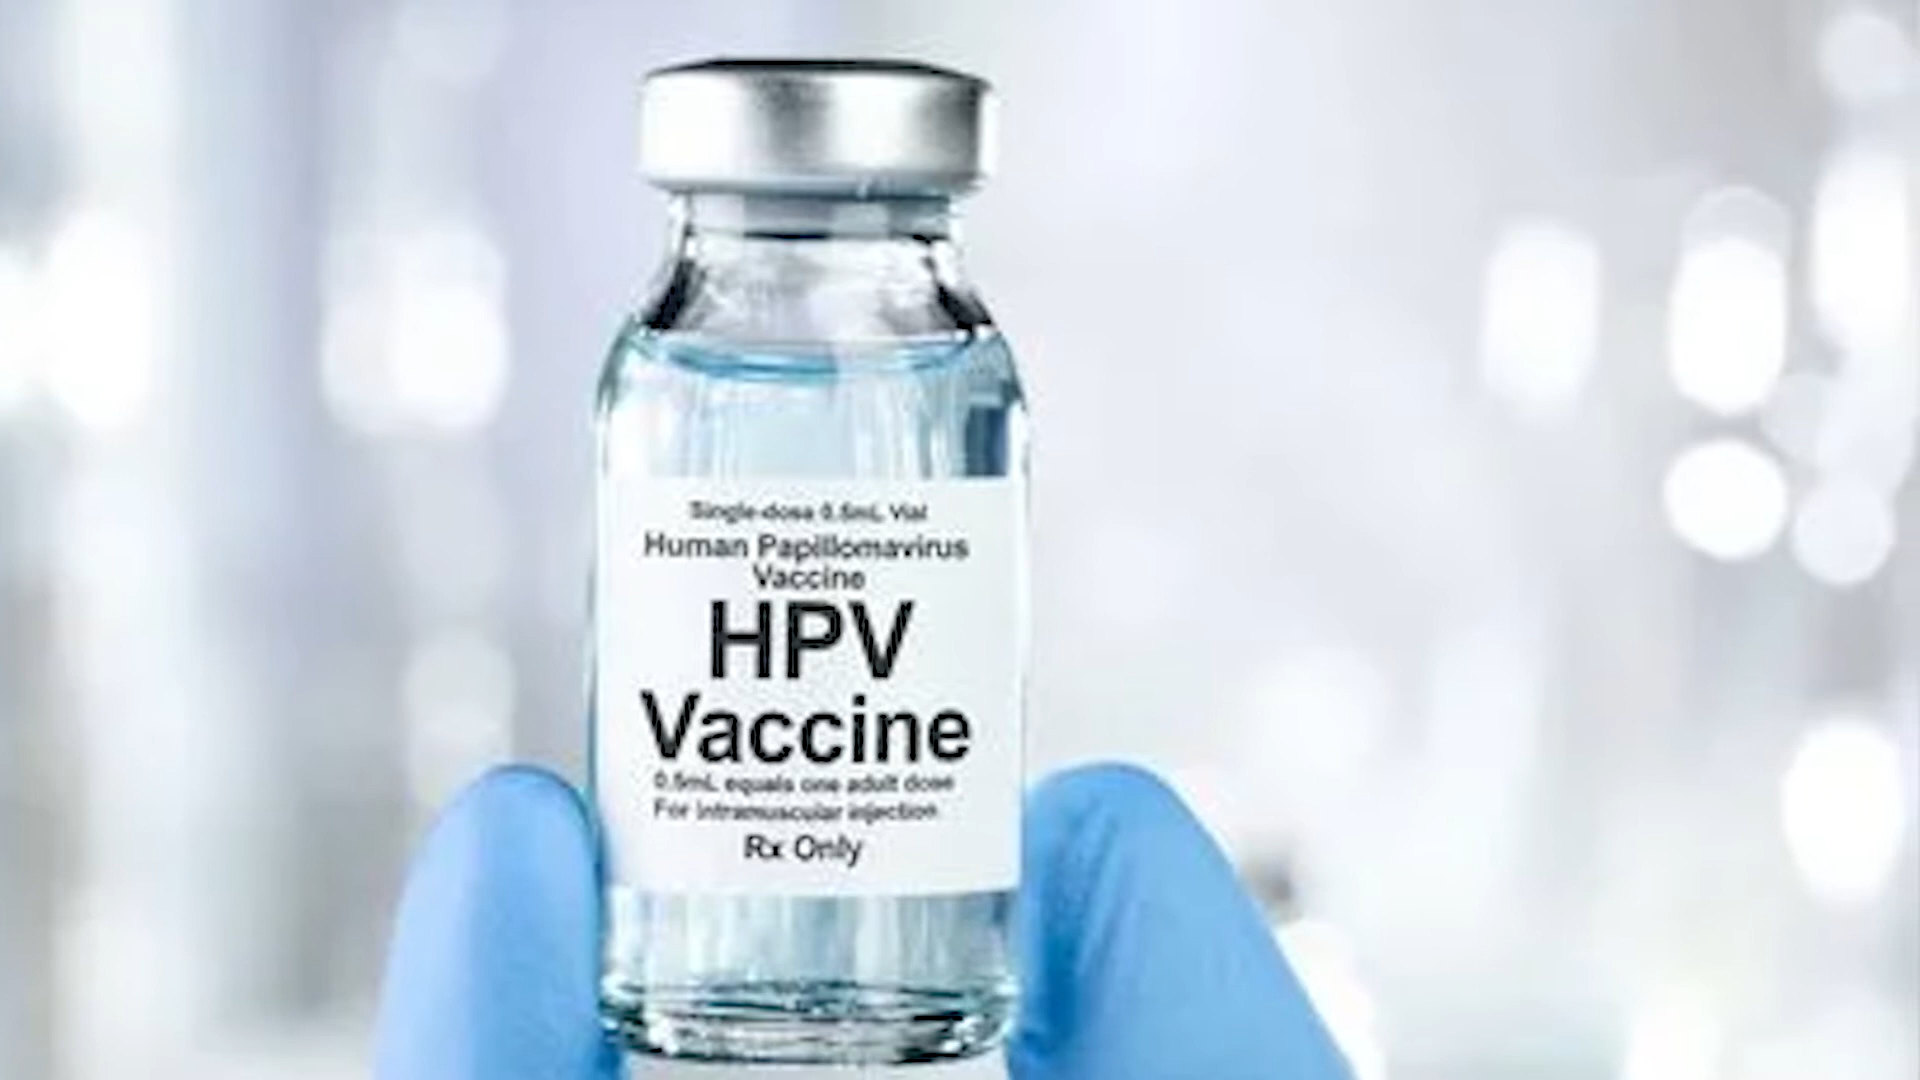 Single-dose 0.5mL Vial
Human Papillomavirus
Vaccine
HPV
Vaccine
0.5mL equals one adult dose
For intramuscular injection
Rx Only